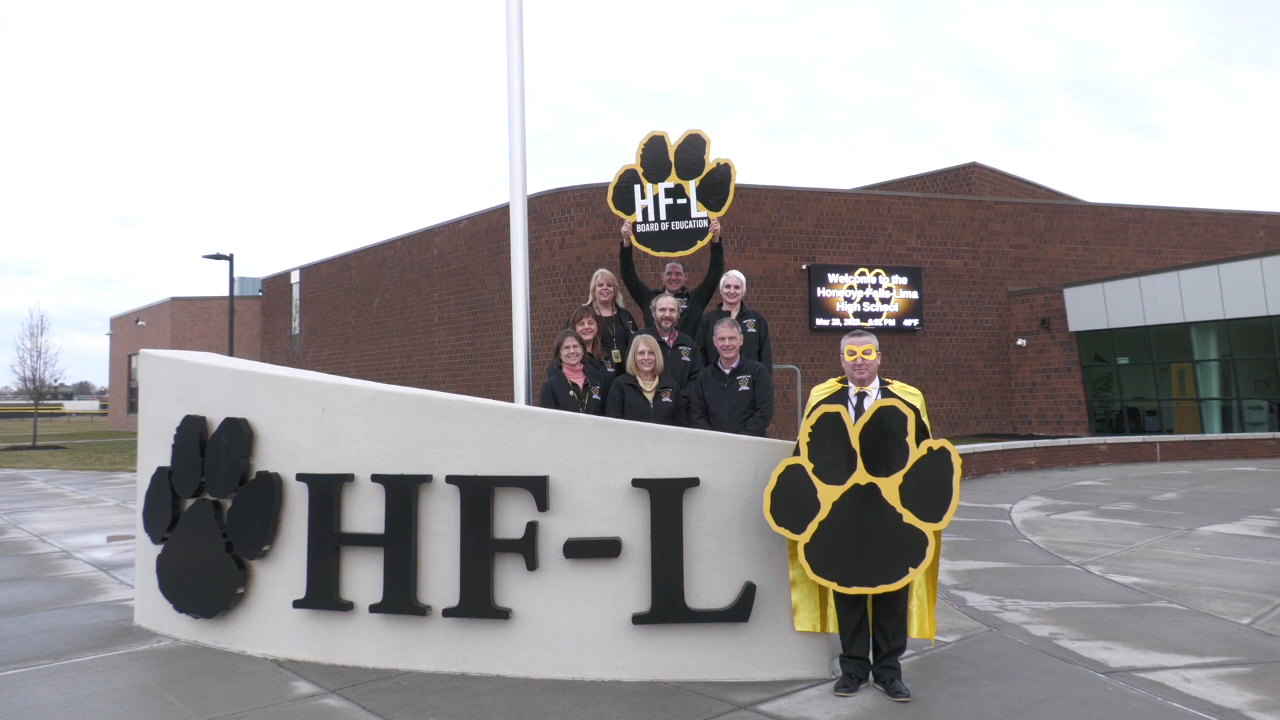 HF-L
BOARD OF EDUCATION
Welcome to the
Honeoye Falls-Lima
High School
HF-L